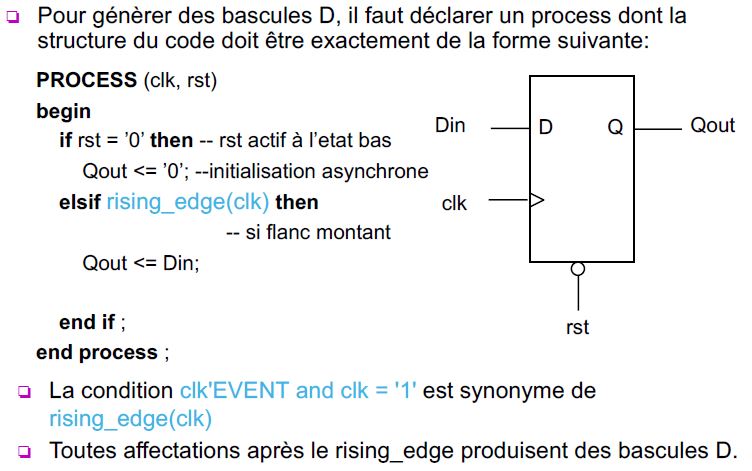 Pour génèrer des bascules D, il faut déclarer un process dont la
structure du code doit être exactement de la forme suivante:
PROCESS (clk, rst)
begin
if rst = ’0’ then -- rst actif à l’etat bas
Qout <= ’0’; --initialisation asynchrone
elsif rising_edge(clk) then
-- si flanc montant
Qout <= Din;
end if ;
end process ;
Din
D
Q
Qout
clk
rst
La condition clk'EVENT and clk = '1' est synonyme de
rising_edge(clk)
Toutes affectations après le rising_edge produisent des bascules D.